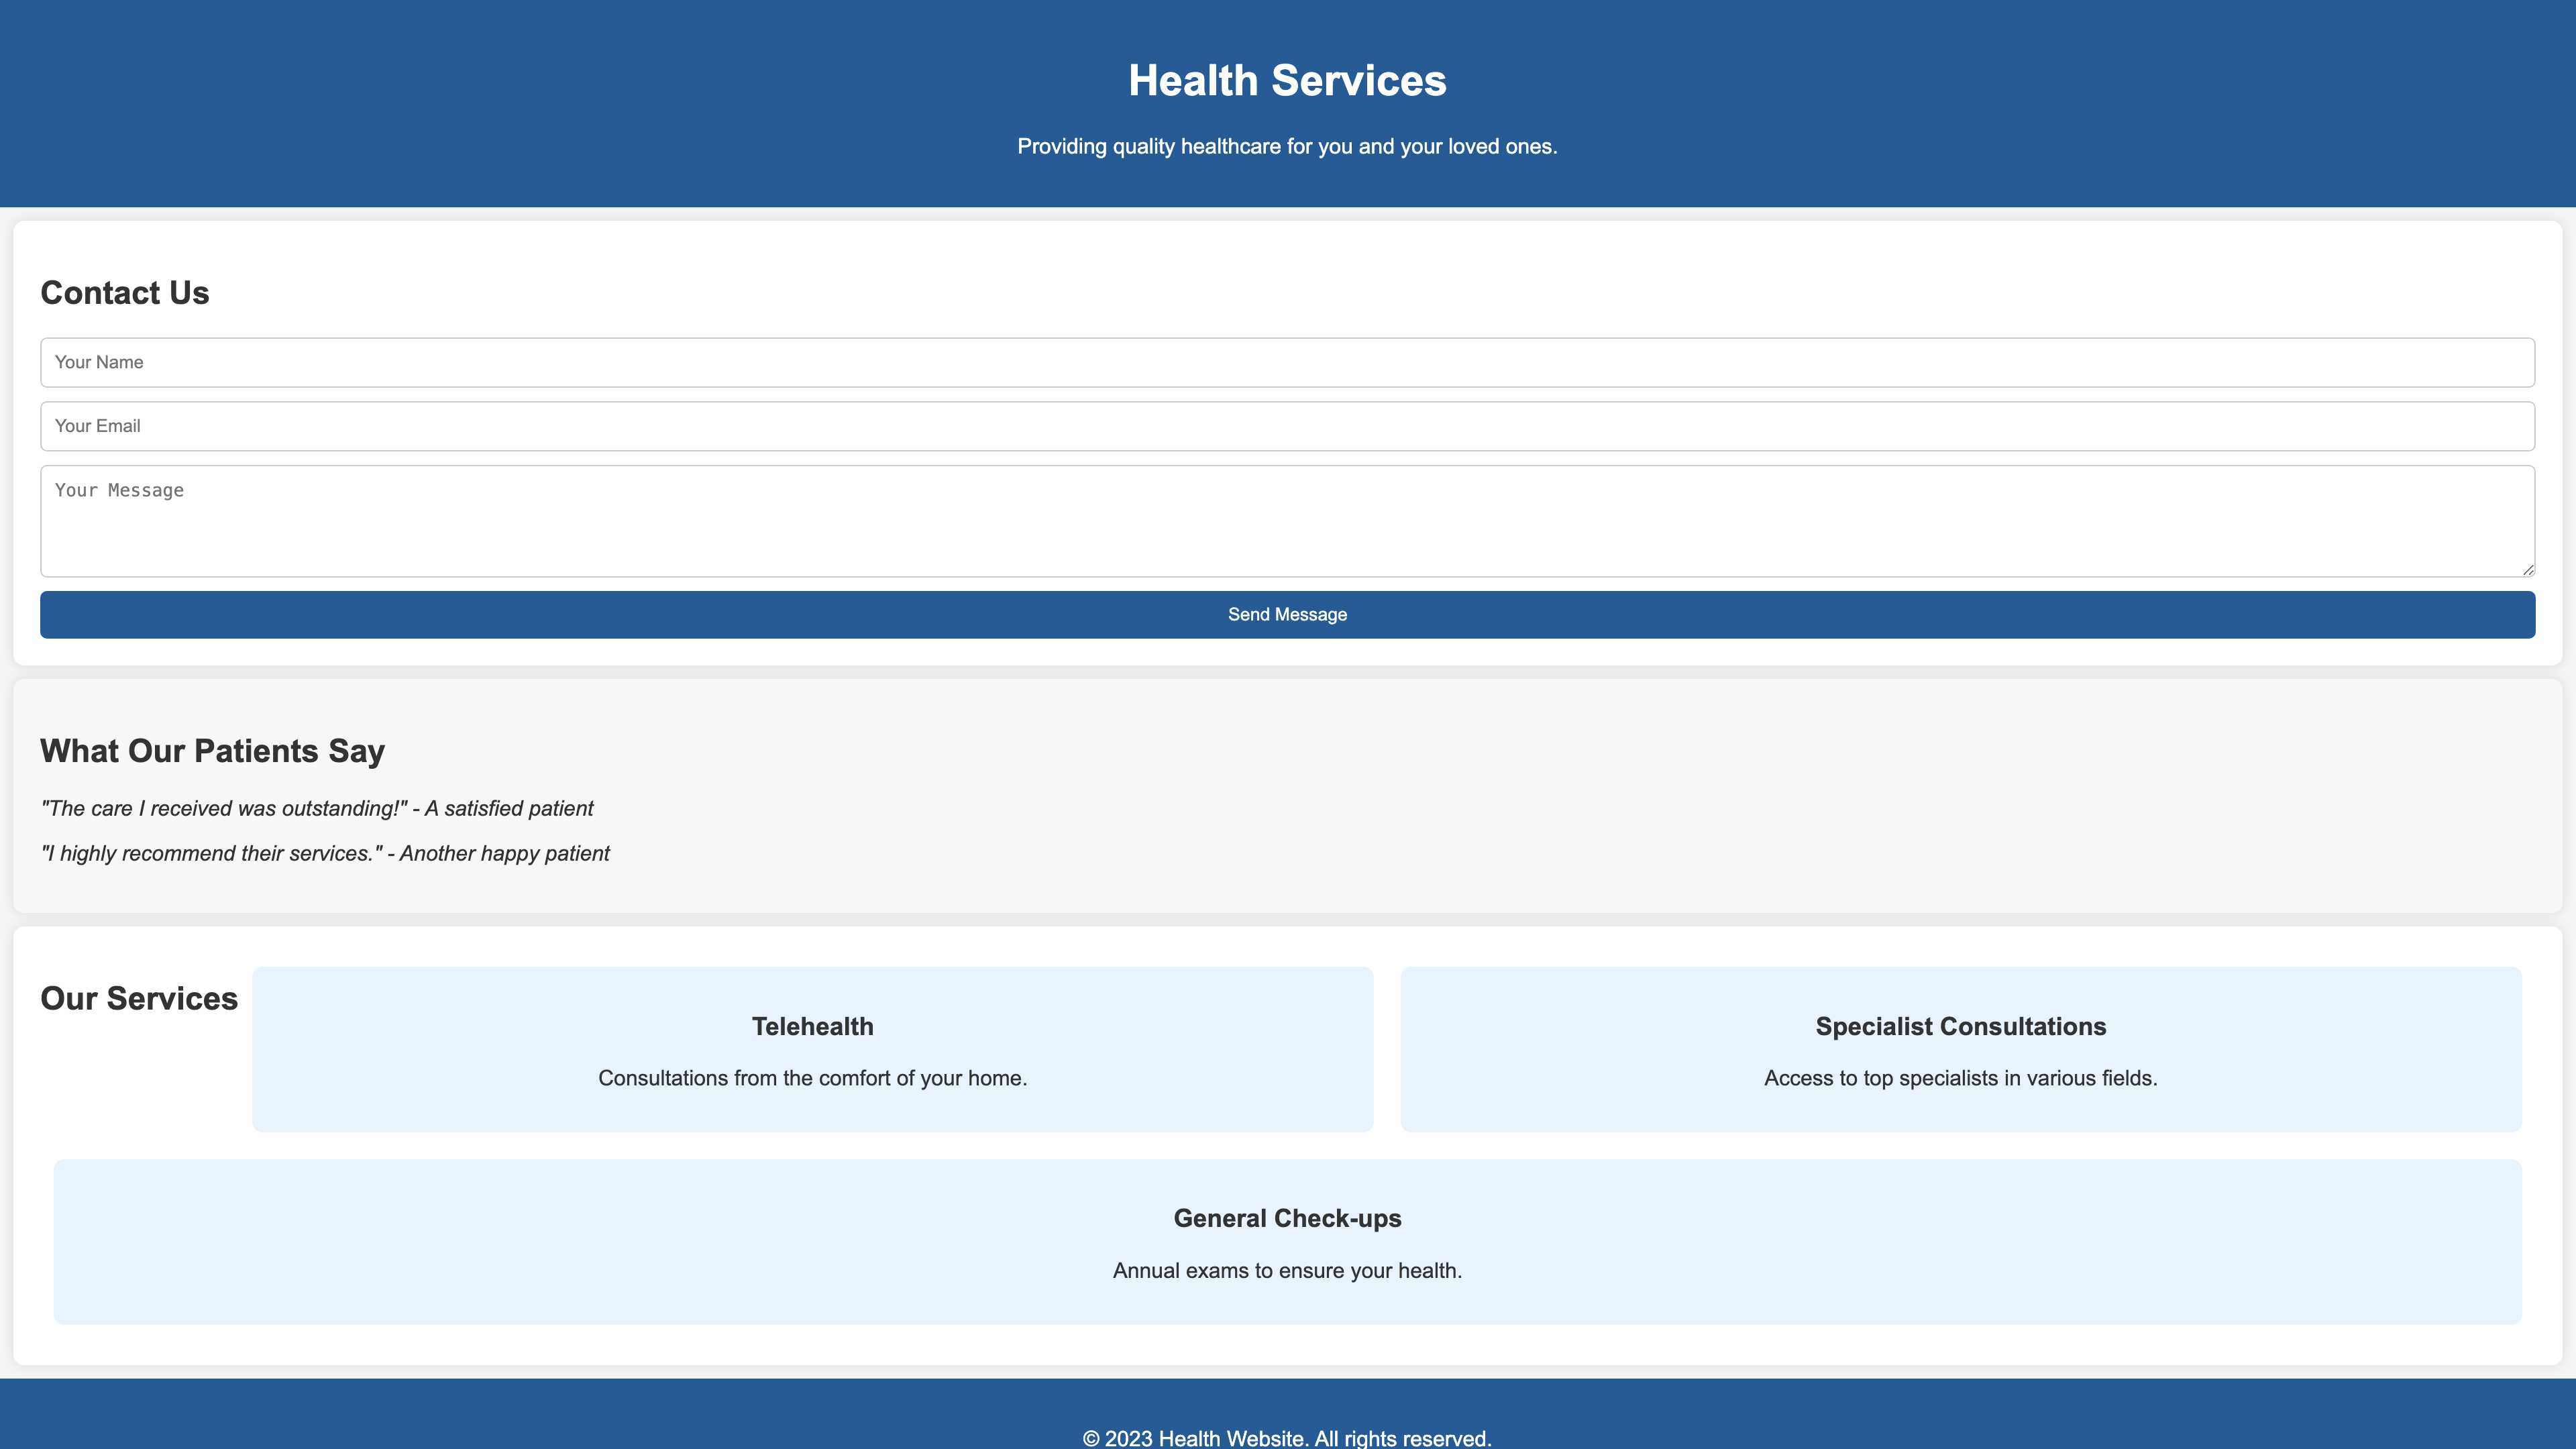 Health Services
Providing quality healthcare for you and your loved ones.
Contact Us
Your Name
Your Email
Your Message
Send Message
What Our Patients Say
"The care I received was outstanding!" - A satisfied patient
"I highly recommend their services." - Another happy patient
Our Services
Telehealth
Consultations from the comfort of your home.
Specialist Consultations
Access to top specialists in various fields.
General Check-ups
Annual exams to ensure your health.
© 2023 Health Website. All rights reserved.